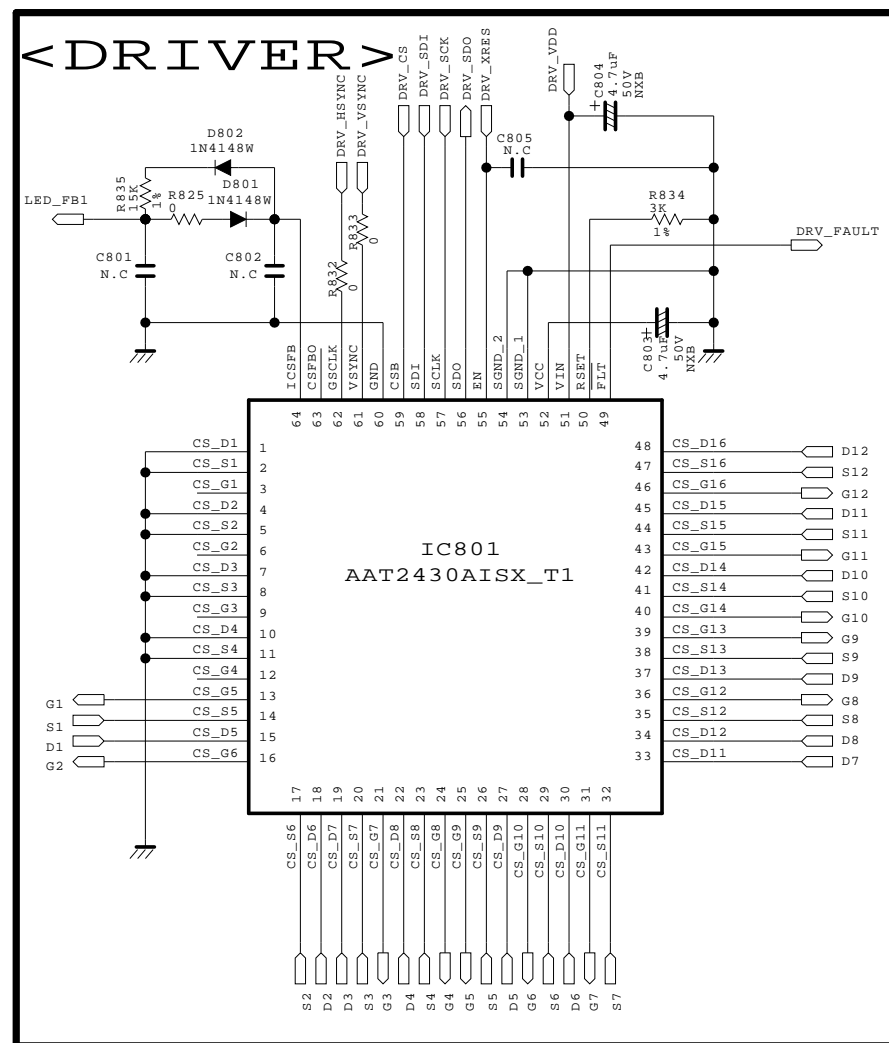 <DRIVER>
DRV_HSYNC
DRV_VSYNC
DRV_CS
DRV_SDI
DRV_SCK
DRV_SDO
DRV_XRES
DRV_VDD
C804
4.7uF
50V
NXB
+
D802
1N4148W
C805
N.C
R835
15K
1%
R825
0
D801
1N4148W
LED_FB1
R834
3K
1%
R833
0
DRV_FAULT
C801
N.C
C802
N.C
R832
0
C803
4.7uF
50V
NXB
+
ICSFB
CSFBO
GSCLK
VSYNC
GND
CSB
SDI
SCLK
SDO
EN
SGND_2
SGND_1
VCC
VIN
RSET
FLT
64
63
62
61
60
59
58
57
56
55
54
53
52
51
50
49
CS_D1 1
CS_S1 2
CS_G1 3
CS_D2 4
CS_S2 5
CS_G2 6
CS_D3 7
CS_S3 8
CS_G3 9
CS_D4 10
CS_S4 11
CS_G4 12
G1 CS_G5 13
S1 CS_S5 14
D1 CS_D5 15
G2 CS_G6 16
IC801
AAT2430AISX_T1
48 CS_D16 D12
47 CS_S16 S12
46 CS_G16 G12
45 CS_D15 D11
44 CS_S15 S11
43 CS_G15 G11
42 CS_D14 D10
41 CS_S14 S10
40 CS_G14 G10
39 CS_G13 G9
38 CS_S13 S9
37 CS_D13 D9
36 CS_G12 G8
35 CS_S12 S8
34 CS_D12 D8
33 CS_D11 D7
17
18
19
20
21
22
23
24
25
26
27
28
29
30
31
32
CS_S6
CS_D6
CS_D7
CS_S7
CS_G7
CS_D8
CS_S8
CS_G8
CS_G9
CS_S9
CS_D9
CS_G10
CS_S10
CS_D10
CS_G11
CS_S11
S2
D2
D3
S3
G3
D4
S4
G4
G5
S5
D5
G6
S6
D6
G7
S7